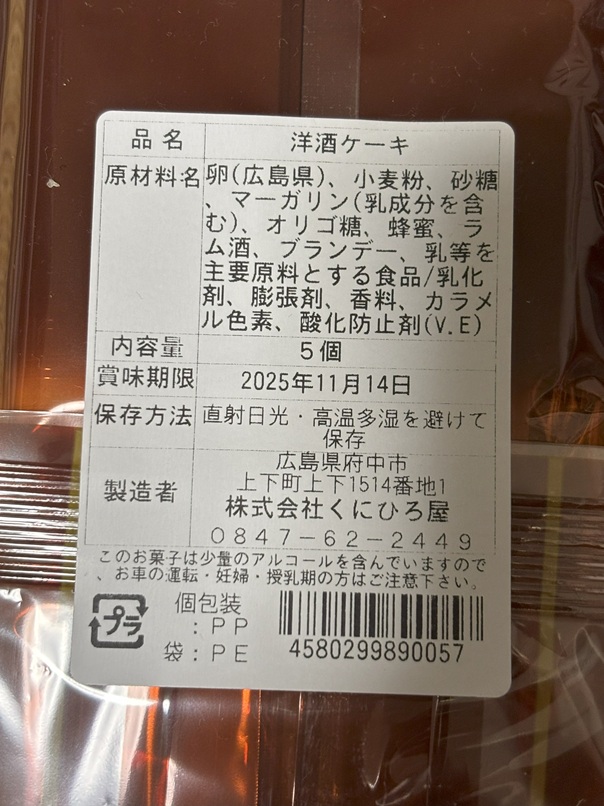 品名 洋酒ケーキ
原材料名 卵(広島県)、小麦粉、砂糖
、マーガリン(乳成分を含
む)、オリゴ糖、蜂蜜、ラ
ム酒、ブランデー、乳等を
主要原料とする食品/乳化
剤、膨張剤、香料、カラメ
ル色素、酸化防止剤(V.E)
内容量 5個
賞味期限 2025年11月14日
保存方法 直射日光・高温多湿を避けて
保存
製造者 広島県府中市
上下町上下1514番地1
株式会社くにひろ屋
0847-62-2449
このお菓子は少量のアルコールを含んでいますので
、お車の運転・妊婦・授乳期の方はご注意下さい。
プラ
個包装
:PP
袋:PE
4580299890057